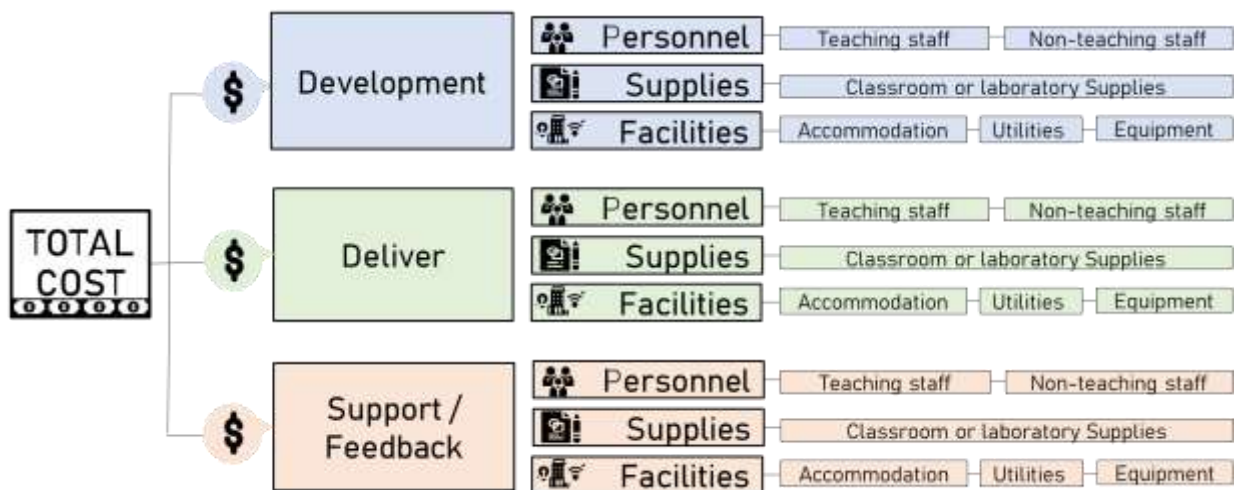 TOTAL
COST
$
Development
Personnel
Teaching staff
Non-teaching staff
Supplies
Classroom or laboratory Supplies
Facilities
Accommodation
Utilities
Equipment
$
Deliver
Personnel
Teaching staff
Non-teaching staff
Supplies
Classroom or laboratory Supplies
Facilities
Accommodation
Utilities
Equipment
$
Support /
Feedback
Personnel
Teaching staff
Non-teaching staff
Supplies
Classroom or laboratory Supplies
Facilities
Accommodation
Utilities
Equipment